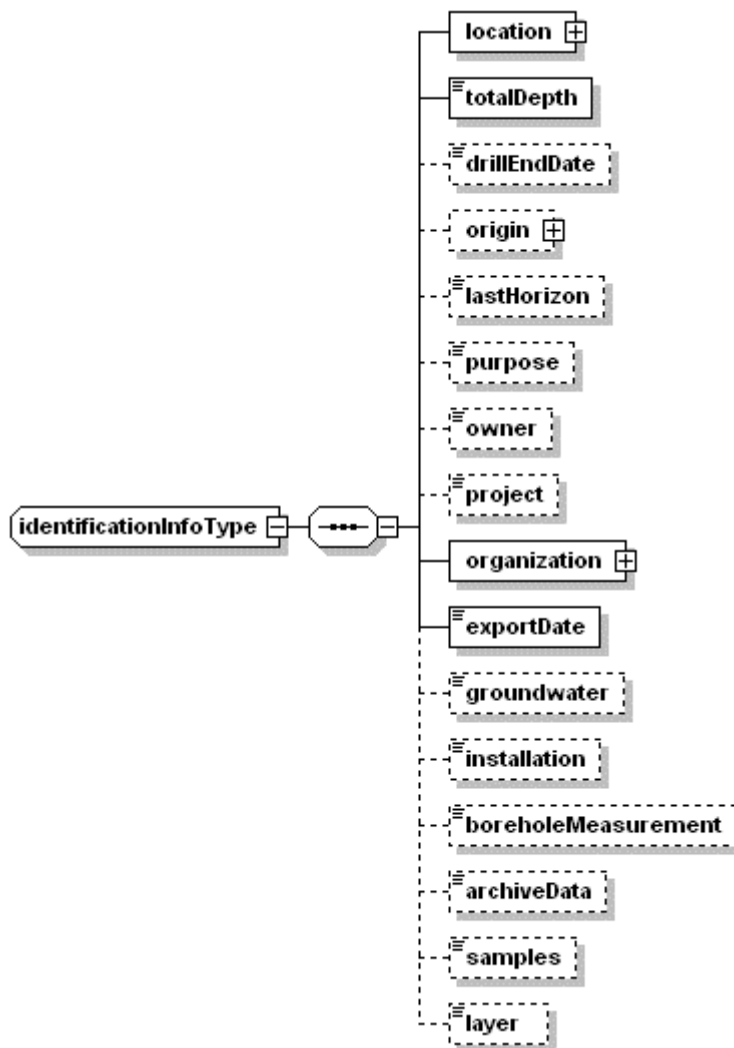 location
totalDepth
drillEndDate
origin
lastHorizon
purpose
owner
project
identificationInfoType
organization
exportDate
groundwater
installation
boreholeMeasurement
archiveData
samples
layer